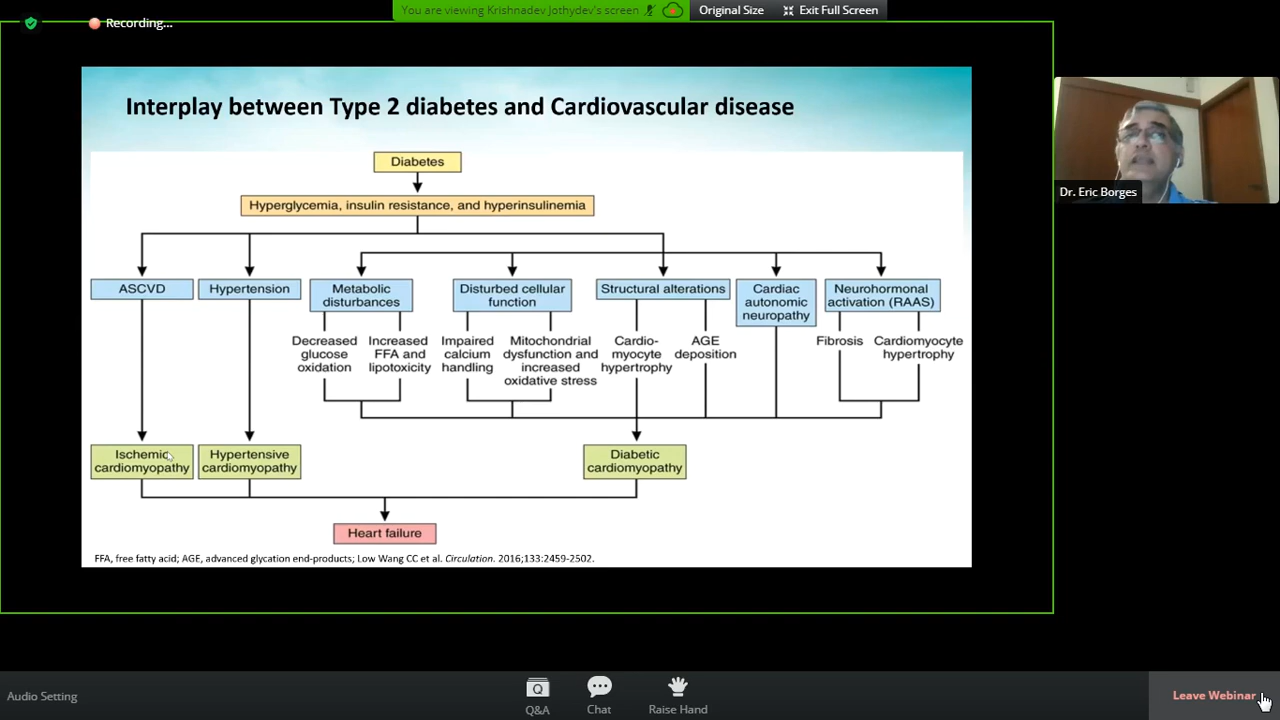 You are viewing Krishnadev Jothydev's screen
Original Size
Exit Full Screen
Recording...
Interplay between Type 2 diabetes and Cardiovascular disease
Diabetes
Hyperglycemia, insulin resistance, and hyperinsulinemia
ASCVD
Hypertension
Metabolic
disturbances
Disturbed cellular
function
Structural alterations
Cardiac
autonomic
neuropathy
Neurohormonal
activation (RAAS)
Decreased
glucose
oxidation
Increased
FFA and
lipotoxicity
Impaired
calcium
handling
Mitochondrial
dysfunction and
increased
oxidative stress
Cardio-
myocyte
hypertrophy
AGE
deposition
Fibrosis
Cardiomyocyte
hypertrophy
Ischemic
cardiomyopathy
Hypertensive
cardiomyopathy
Diabetic
cardiomyopathy
Heart failure
FFA, free fatty acid; AGE, advanced glycation end-products; Low Wang CC et al. Circulation. 2016;133:2459-2502.
Dr. Eric Borges
Audio Setting
Q
Q&A
Chat
Raise Hand
Leave Webinar